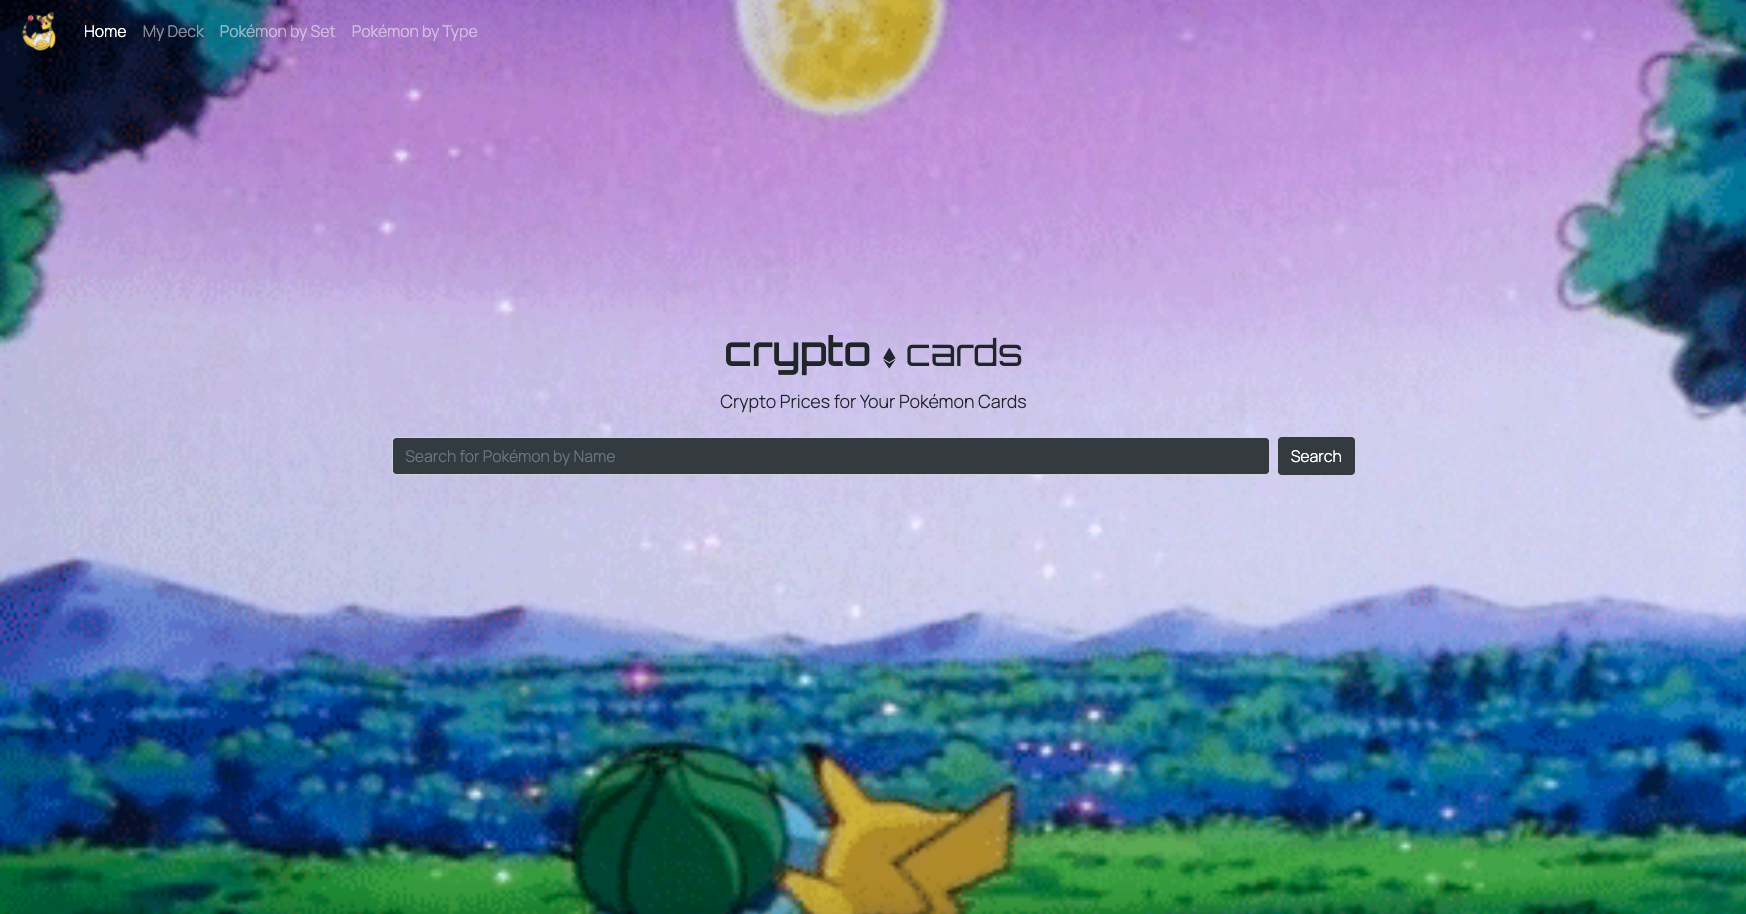 Home My Deck Pokémon by Set Pokémon by Type
crypto cards
Crypto Prices for Your Pokémon Cards
Search for Pokémon by Name Search